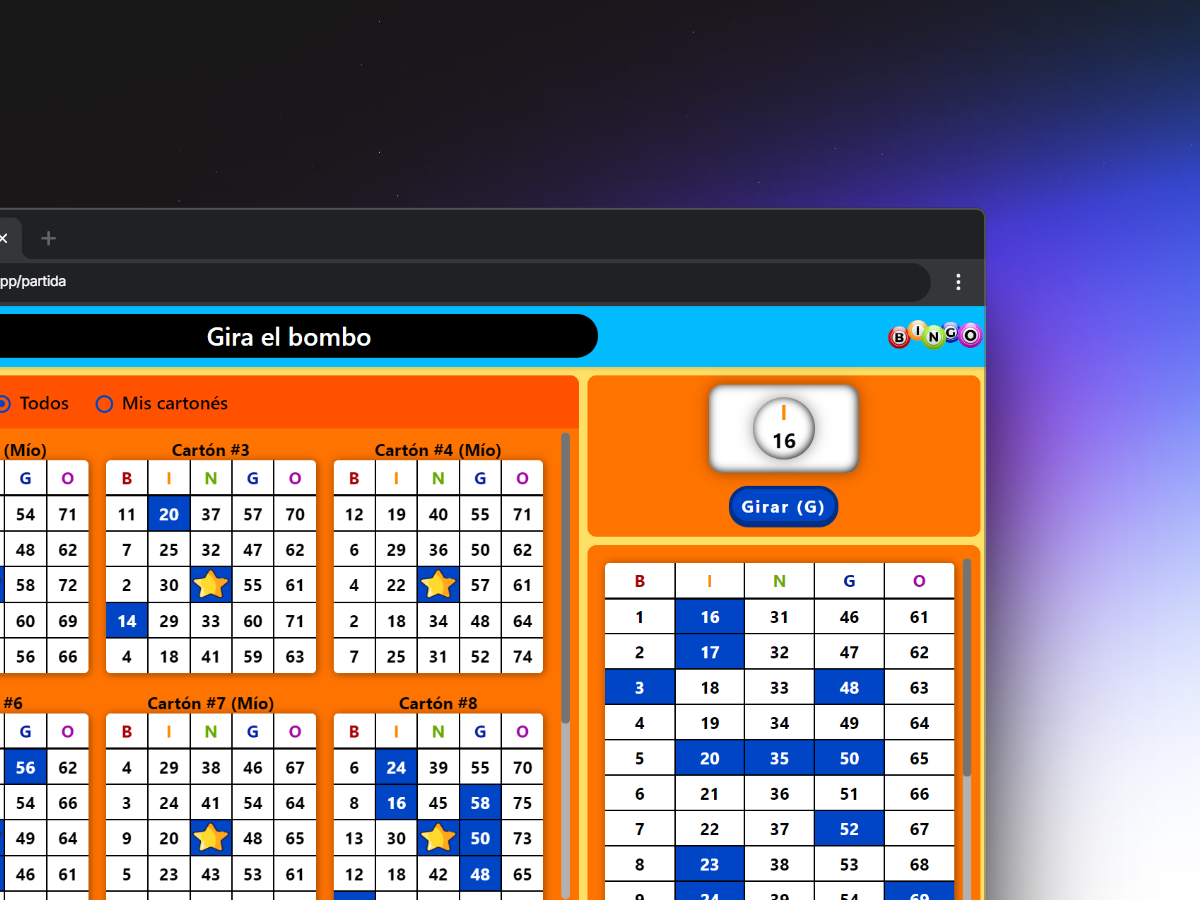 pp/partida
Gira el bombo
B I N G O
Todos Mis cartonés
I
16
Girar (G)
(Mío)
G O
54 71
48 62
58 72
60 69
56 66
Cartón #3
B I N G O
11 20 37 57 70
7 25 32 47 62
2 30 55 61
14 29 33 60 71
4 18 41 59 63
Cartón #4 (Mío)
B I N G O
12 19 40 55 71
6 29 36 50 62
4 22 57 61
2 18 34 48 64
7 25 31 52 74
#6
G O
56 62
54 66
49 64
46 61
Cartón #7 (Mío)
B I N G O
4 29 38 46 67
3 24 41 54 64
9 20 48 65
5 23 43 53 61
Cartón #8
B I N G O
6 24 39 55 70
8 16 45 58 75
13 30 50 73
12 18 42 48 65
B I N G O
1 16 31 46 61
2 17 32 47 62
3 18 33 48 63
4 19 34 49 64
5 20 35 50 65
6 21 36 51 66
7 22 37 52 67
8 23 38 53 68
9 24 39 54 69